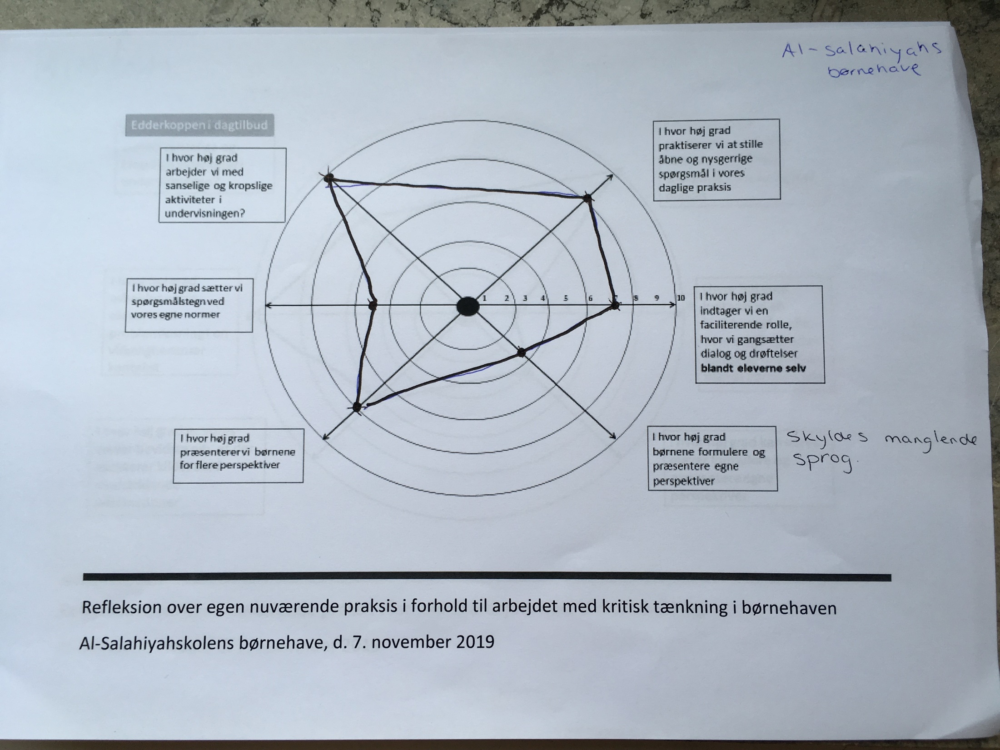 Al-salahiyahs
børnehave
Edderkoppen i dagtilbud
I hvor høj grad
arbejder vi med
sanselige og kropslige
aktiviteter i
undervisningen?
I hvor høj grad
praktiserer vi at stille
åbne og nysgerrige
spørgsmål i vores
daglige praksis
I hvor høj grad sætter vi
spørgsmålstegn ved
vores egne normer
1 2 3 4 5 6 7 8 9 10
I hvor høj grad
indtager vi en
faciliterende rolle,
hvor vi gangsætter
dialog og drøftelser
blandt eleverne selv
I hvor høj grad
præsenterer vi børnene
for flere perspektiver
I hvor høj grad
børnene formulere og
præsentere egne
perspektiver
Skyldes manglende
sprog.
Refleksion over egen nuværende praksis i forhold til arbejdet med kritisk tænkning i børnehaven
Al-Salahiyahskolens børnehave, d. 7. november 2019